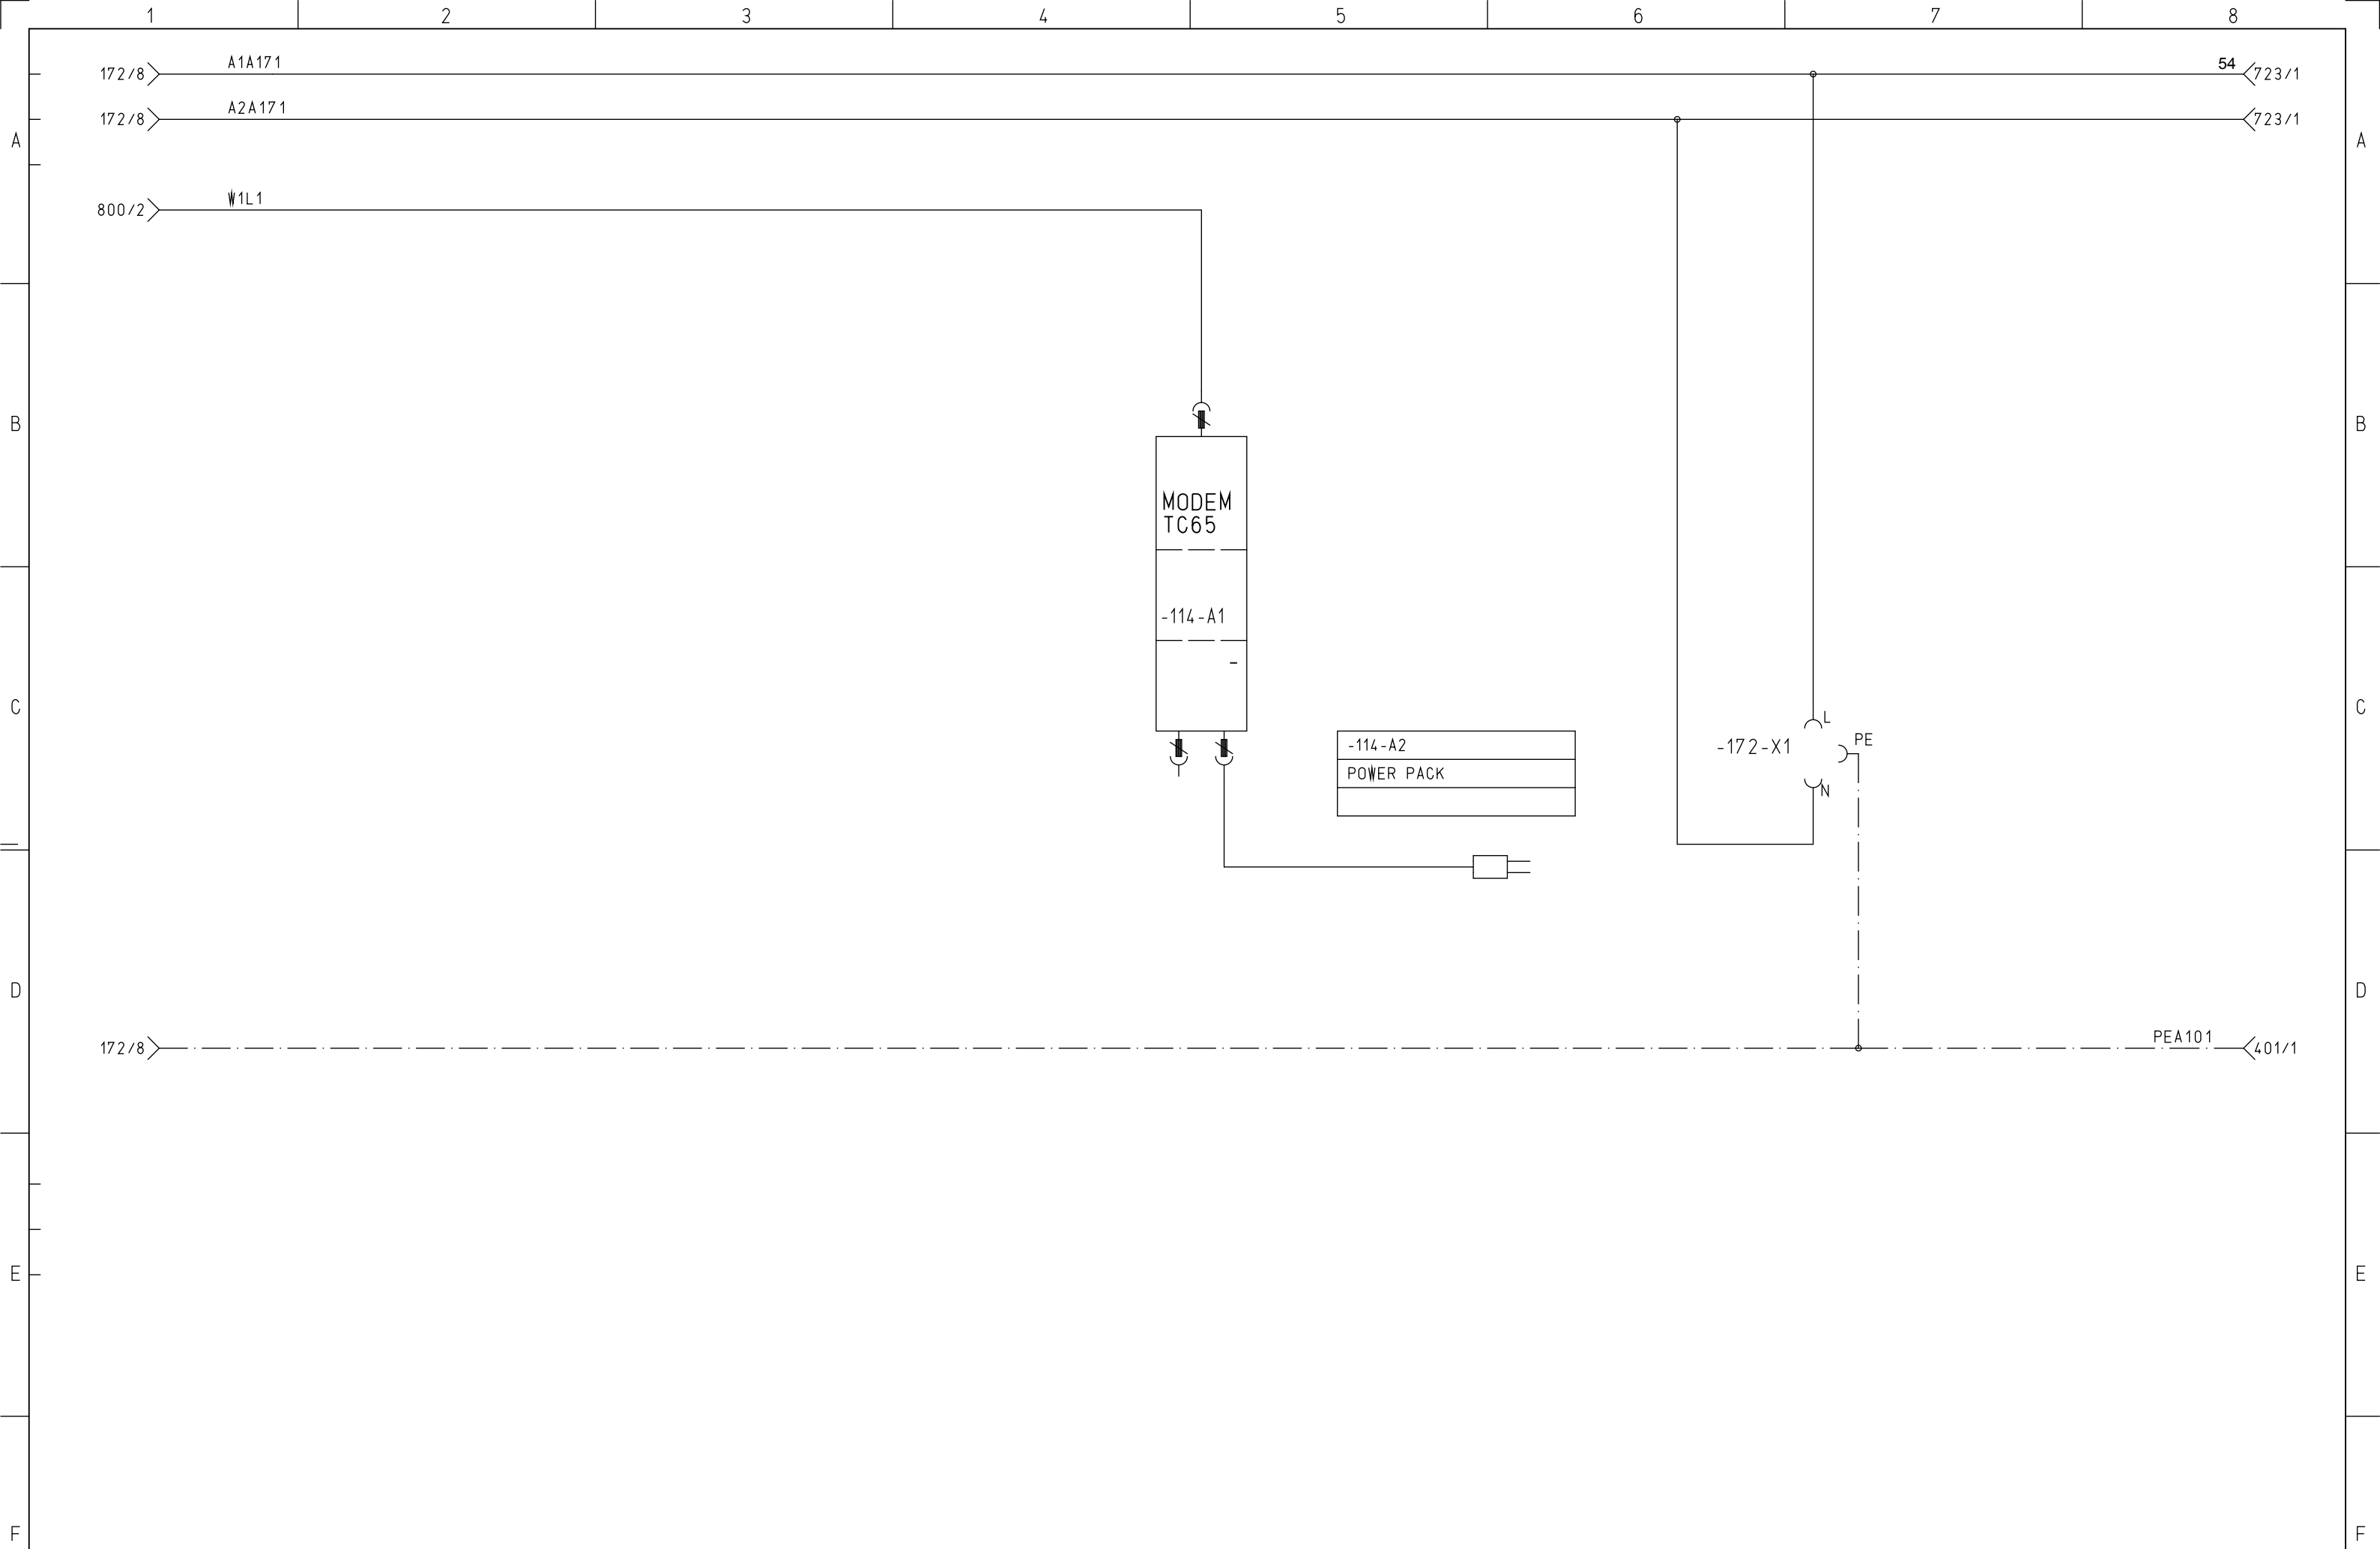 1 2 3 4 5 6 7 8
172/8 A1A171 54 723/1
172/8 A2A171 723/1
A A
800/2 W1L1
B B
MODEM
TC65
-114-A1
-
C C
L
-172-X1 PE
N
-114-A2
POWER PACK
D D
172/8 PEA101 401/1
E E
F F